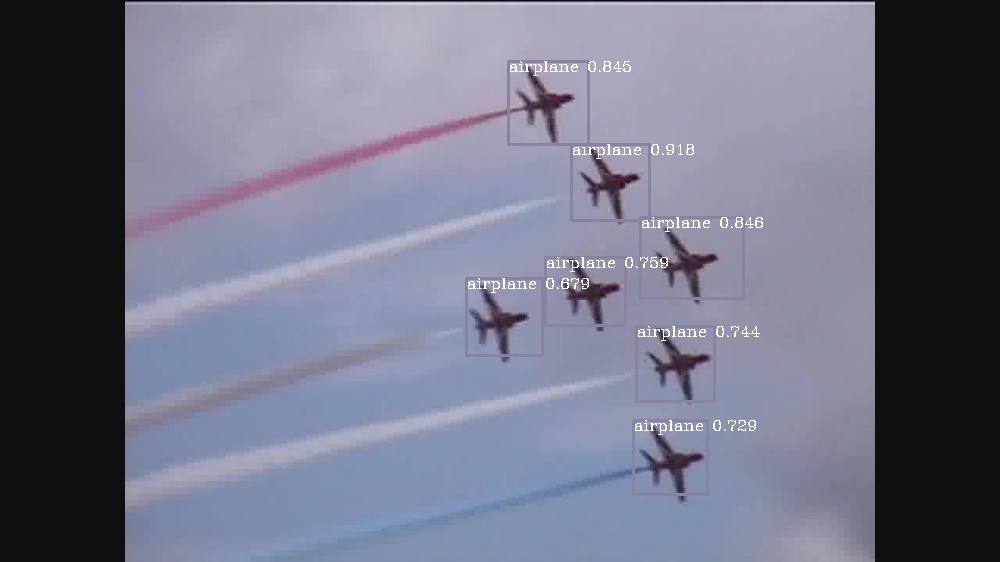 airplane 0.845
airplane 0.918
airplane 0.846
airplane 0.759
airplane 0.679
airplane 0.744
airplane 0.729